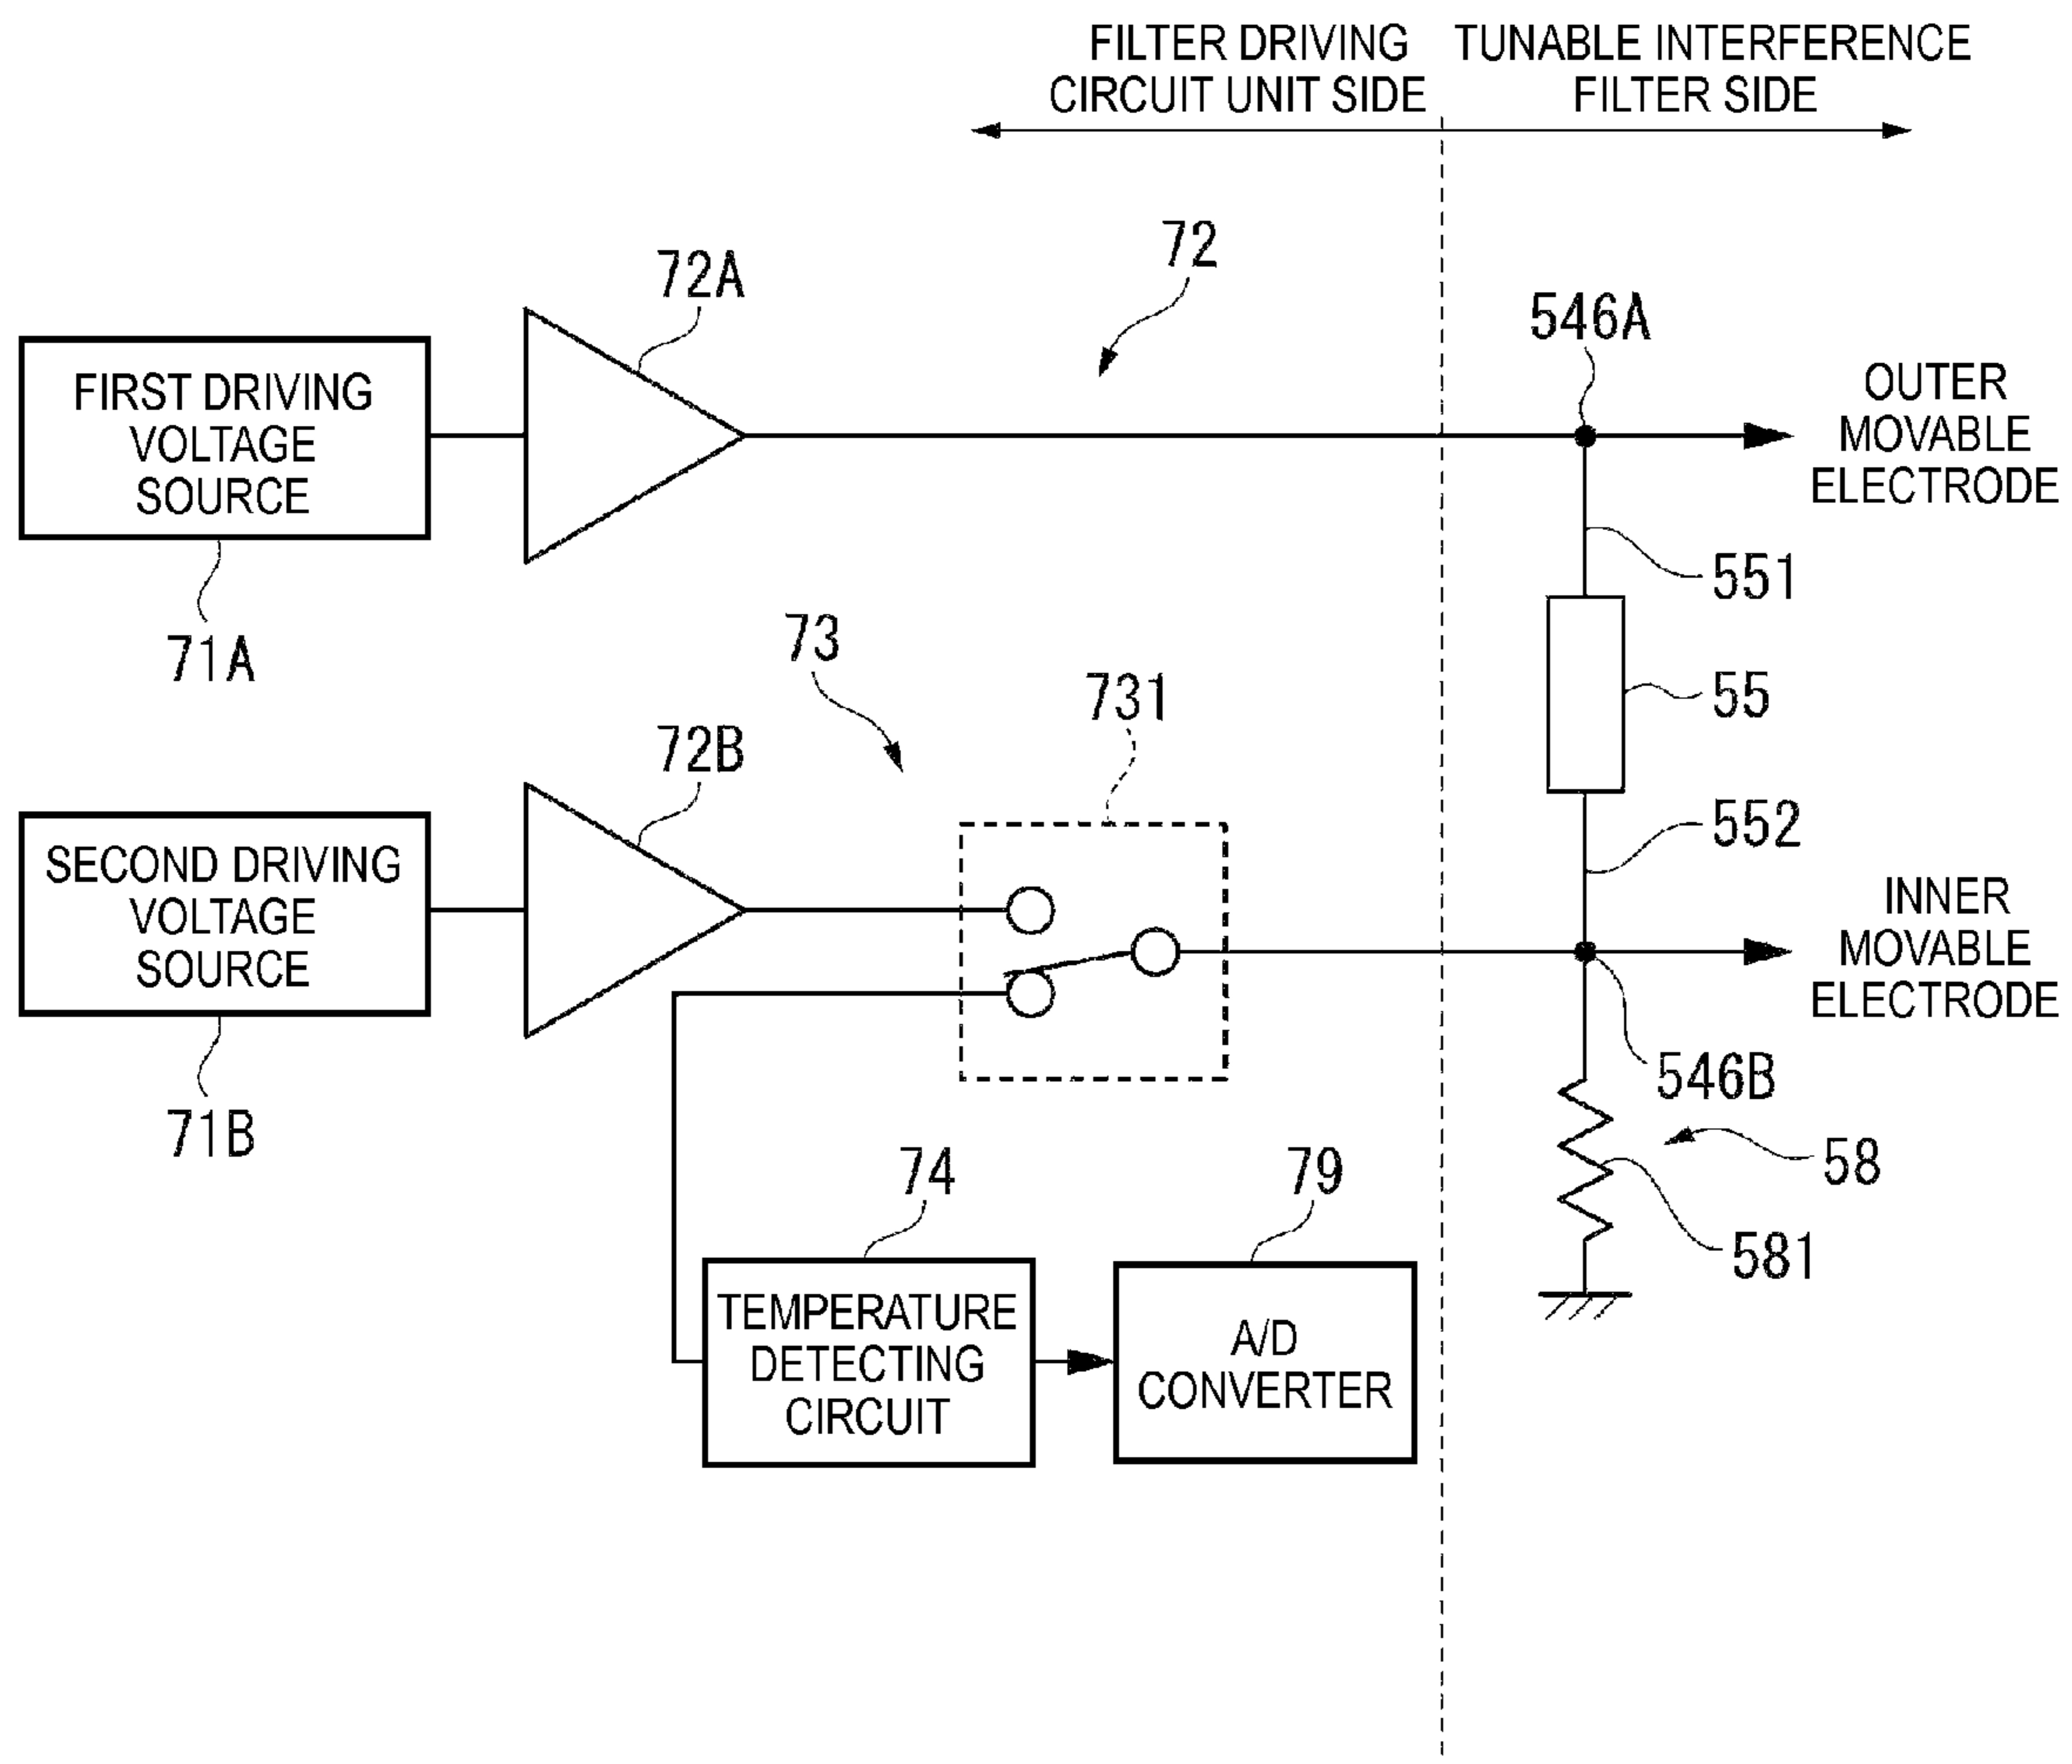 FILTER DRIVING
CIRCUIT UNIT SIDE
TUNABLE INTERFERENCE
FILTER SIDE
72
72A
546A
FIRST DRIVING
VOLTAGE
SOURCE
OUTER
MOVABLE
ELECTRODE
551
71A
73
731
55
72B
552
SECOND DRIVING
VOLTAGE
SOURCE
INNER
MOVABLE
ELECTRODE
546B
71B
74
79
58
581
TEMPERATURE
DETECTING
CIRCUIT
A/D
CONVERTER